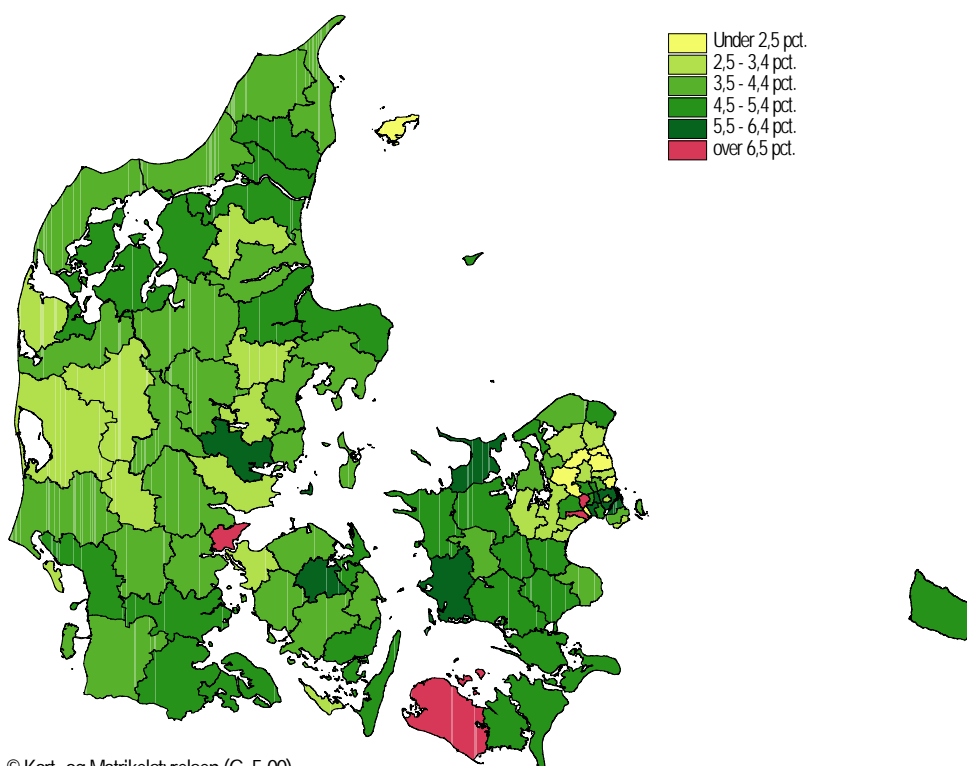 Under 2,5 pct.
2,5 - 3,4 pct.
3,5 - 4,4 pct.
4,5 - 5,4 pct.
5,5 - 6,4 pct.
over 6,5 pct.
© Kort- og Matrikelstyrelsen (G. 5-00)